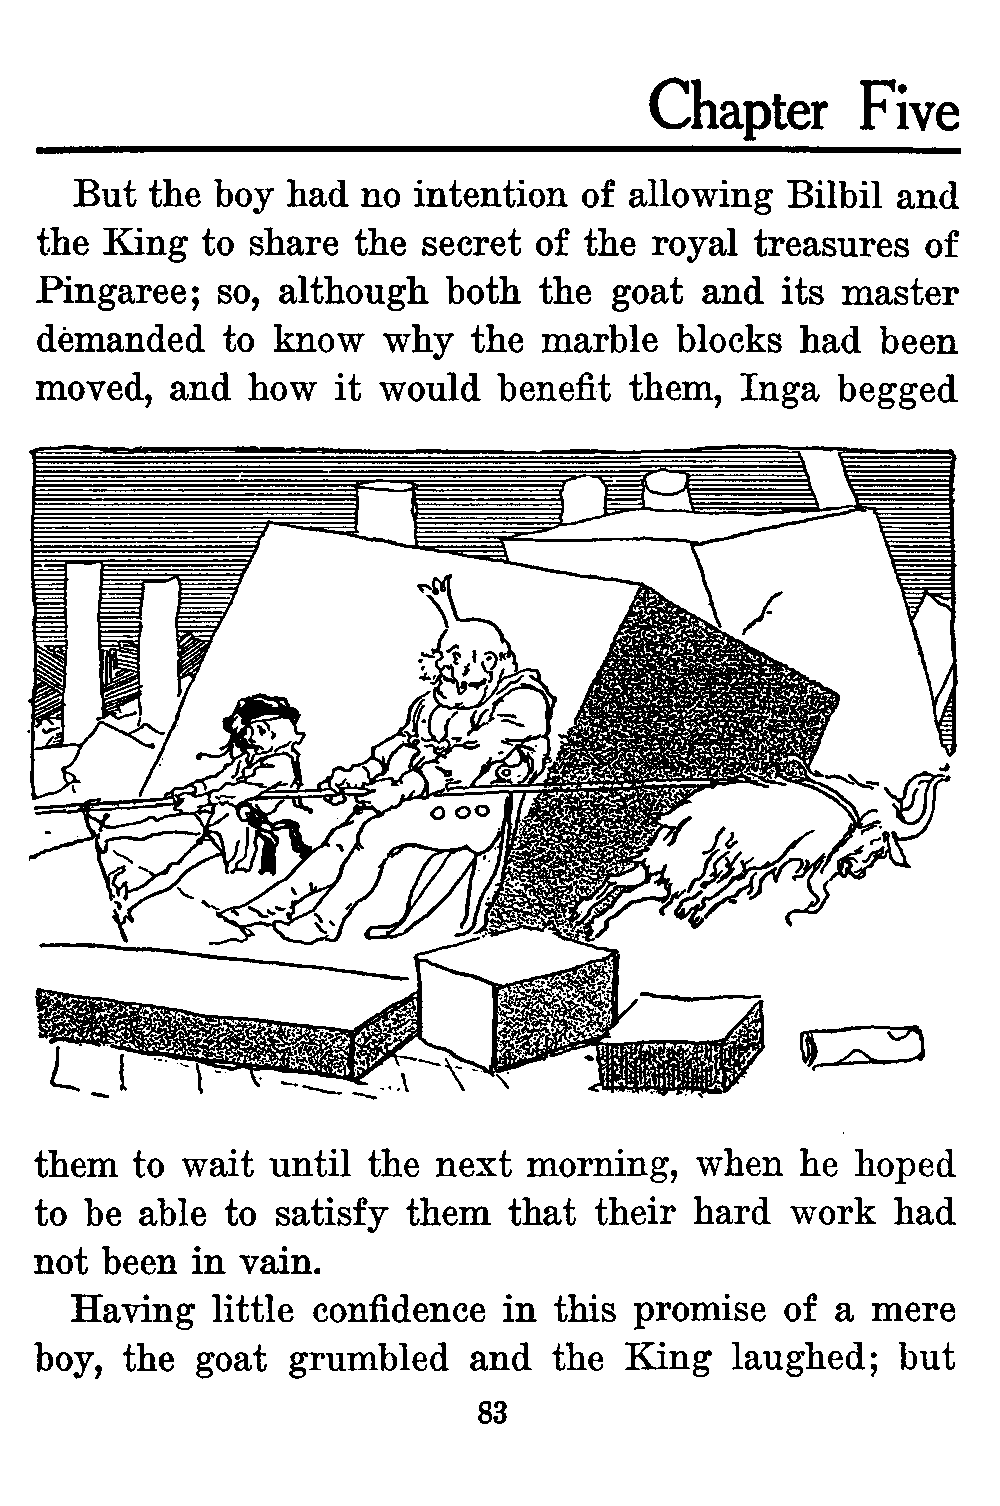 Chapter Five
But the boy had no intention of allowing Bilbil and
the King to share the secret of the royal treasures of
Pingaree; so, although both the goat and its master
demanded to know why the marble blocks had been
moved, and how it would benefit them, Inga begged
them to wait until the next morning, when he hoped
to be able to satisfy them that their hard work had
not been in vain.
Having little confidence in this promise of a mere
boy, the goat grumbled and the King laughed; but
83